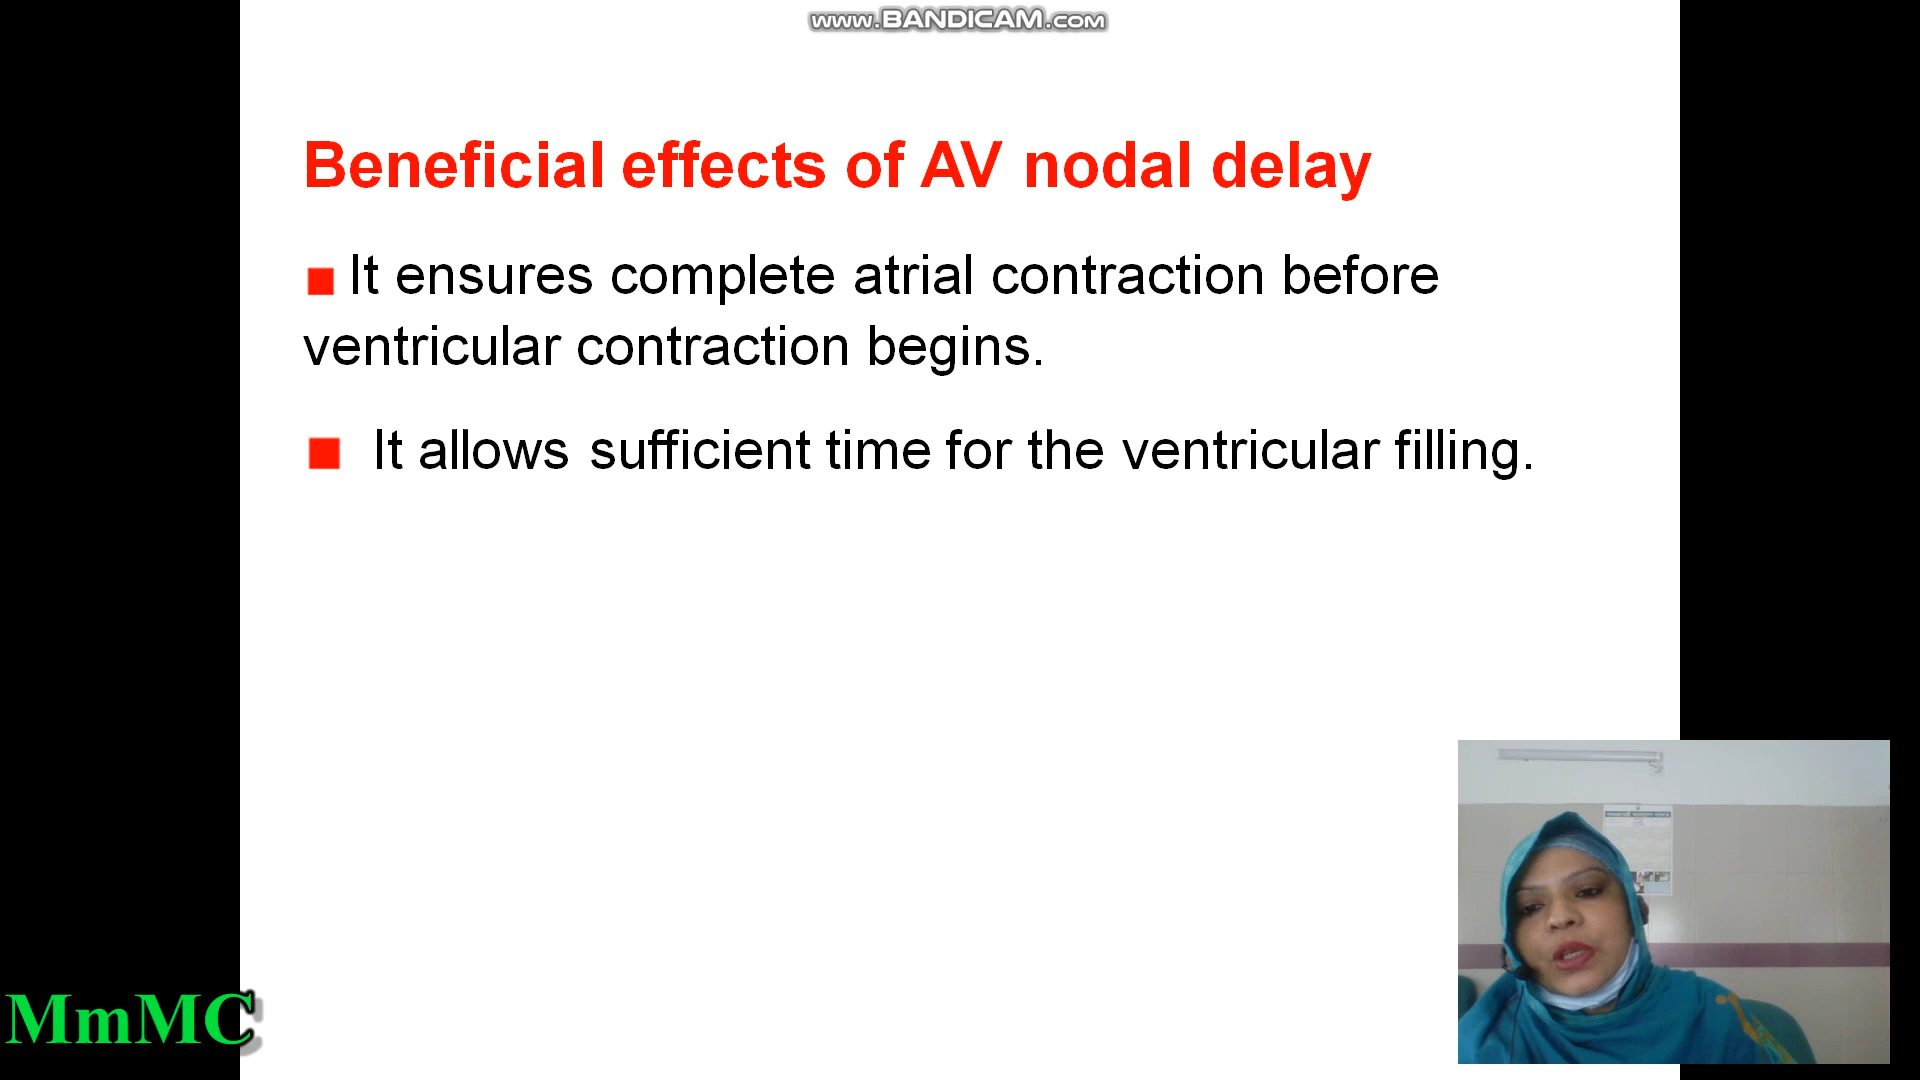 www.BANDICAM.com
Beneficial effects of AV nodal delay
It ensures complete atrial contraction before
ventricular contraction begins.
It allows sufficient time for the ventricular filling.
MmMC